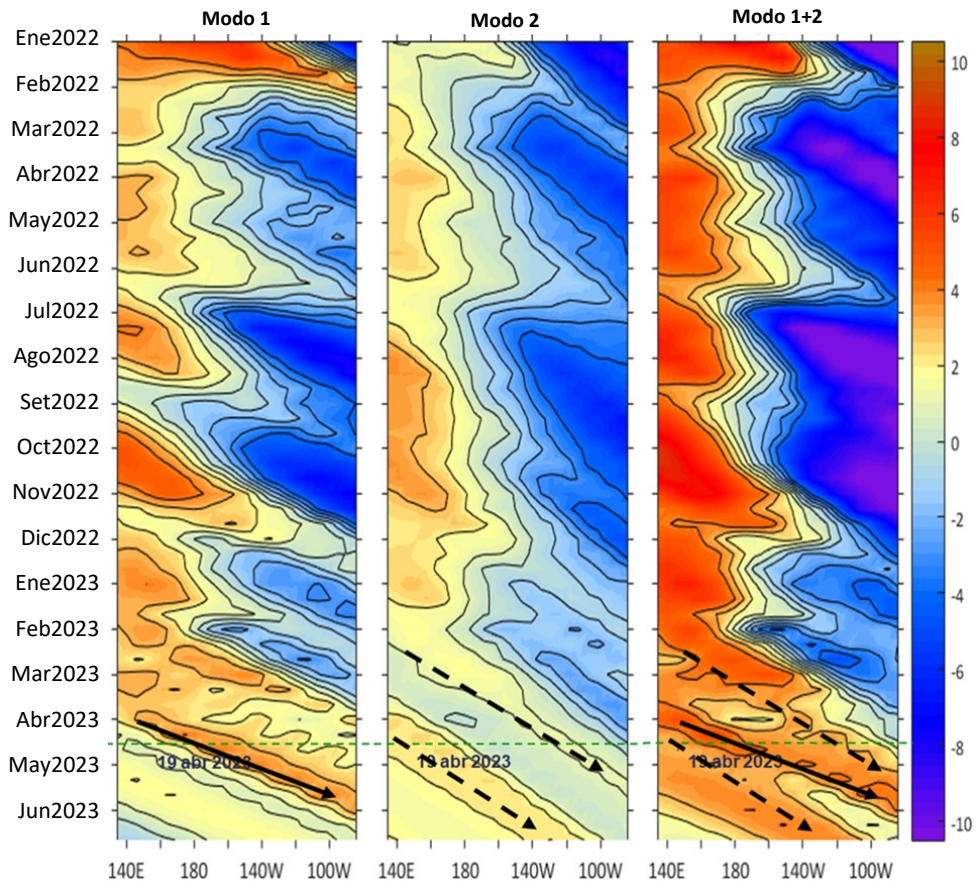 Modo 1
Modo 2
Modo 1+2
Ene2022
Feb2022
Mar2022
Abr2022
May2022
Jun2022
Jul2022
Ago2022
Set2022
Oct2022
Nov2022
Dic2022
Ene2023
Feb2023
Mar2023
Abr2023
May2023
Jun2023
19 abr 2023
19 abr 2023
19 abr 2023
140E 180 140W 100W
140E 180 140W 100W
140E 180 140W 100W
10
8
6
4
2
0
-2
-4
-6
-8
-10